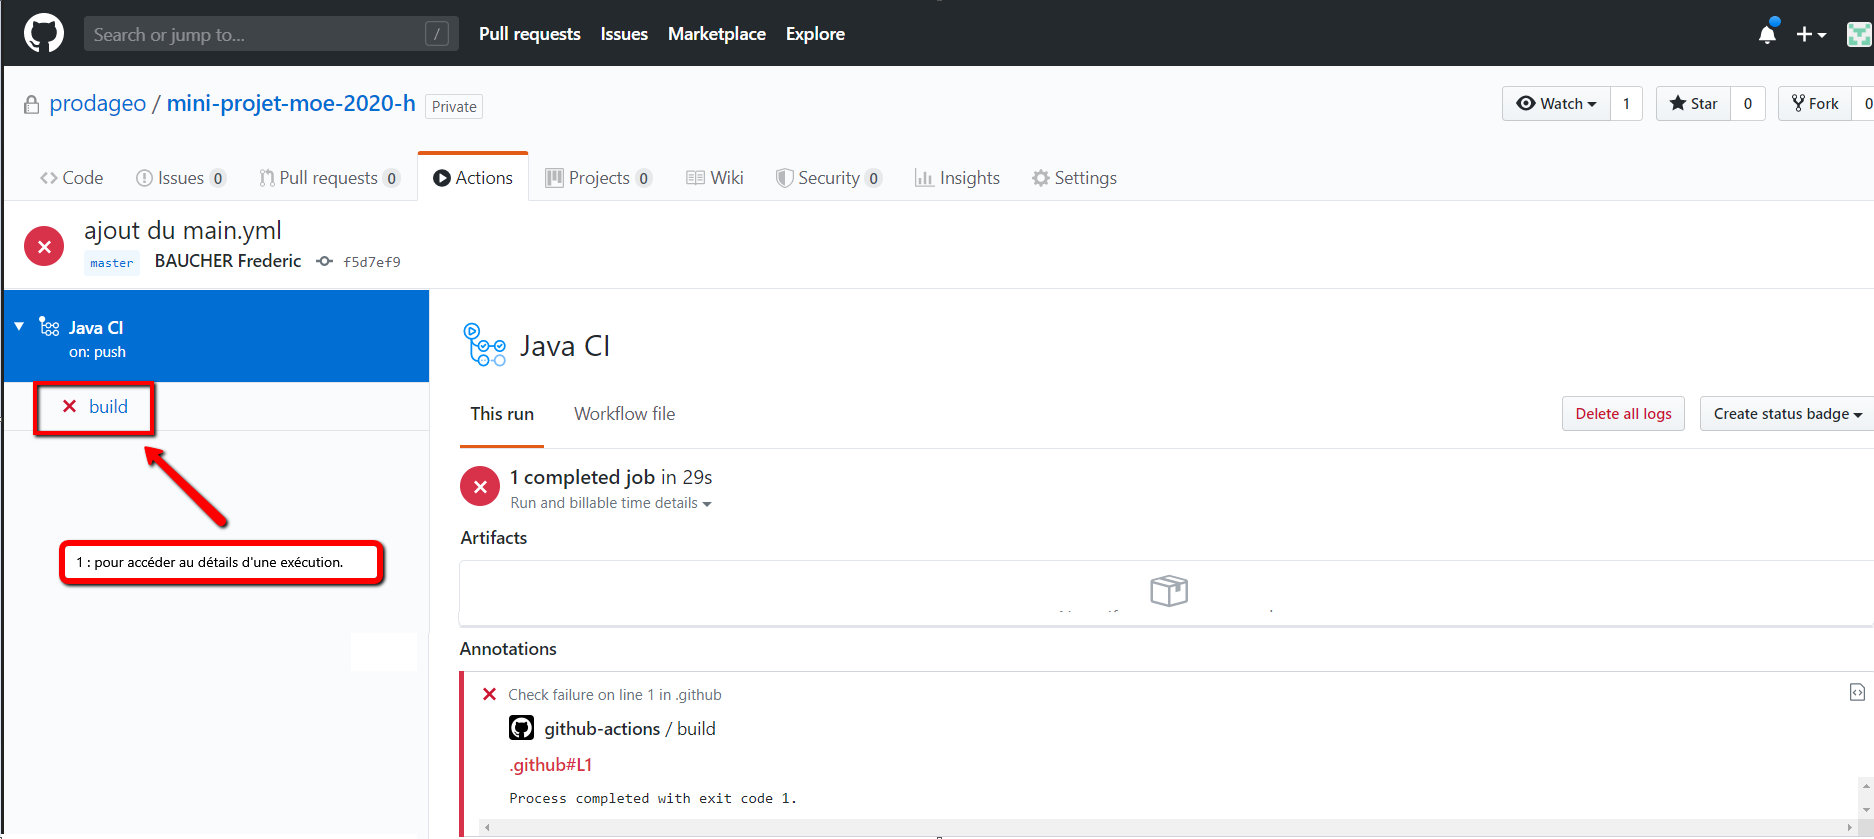 Search or jump to... /
Pull requests Issues Marketplace Explore
prodageo / mini-projet-moe-2020-h Private
Watch 1 Star 0 Fork 0
Code Issues 0 Pull requests 0 Actions Projects 0 Wiki Security 0 Insights Settings
ajout du main.yml
master BAUCHER Frederic f5d7ef9
Java CI
on: push
build
1 : pour accéder au détails d'une exécution.
Java CI
This run Workflow file
Delete all logs Create status badge
1 completed job in 29s
Run and billable time details
Artifacts
Annotations
Check failure on line 1 in .github
github-actions / build
.github#L1
Process completed with exit code 1.